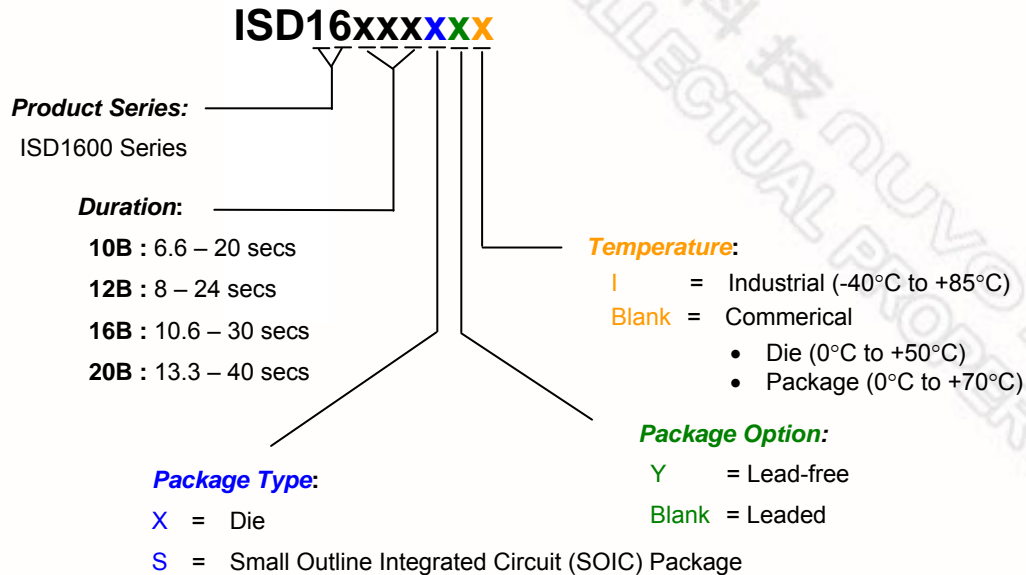 ISD16xxxxxx
Product Series:
ISD1600 Series
Duration:
10B : 6.6 – 20 secs
12B : 8 – 24 secs
16B : 10.6 – 30 secs
20B : 13.3 – 40 secs
Temperature:
I = Industrial (-40°C to +85°C)
Blank = Commerical
• Die (0°C to +50°C)
• Package (0°C to +70°C)
Package Option:
Y = Lead-free
Blank = Leaded
Package Type:
X = Die
S = Small Outline Integrated Circuit (SOIC) Package